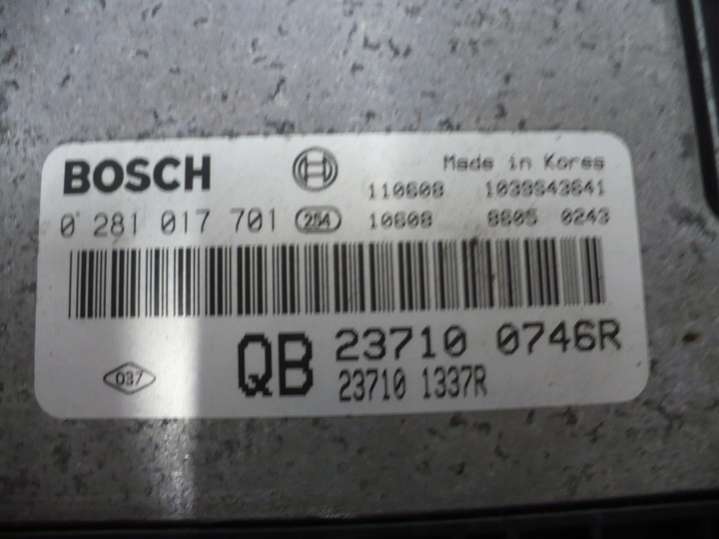 BOSCH
Made in Korea
110608 1039S43641
0 281 017 701 254 10608 8605 0243
QB 23710 0746R
037 23710 1337R